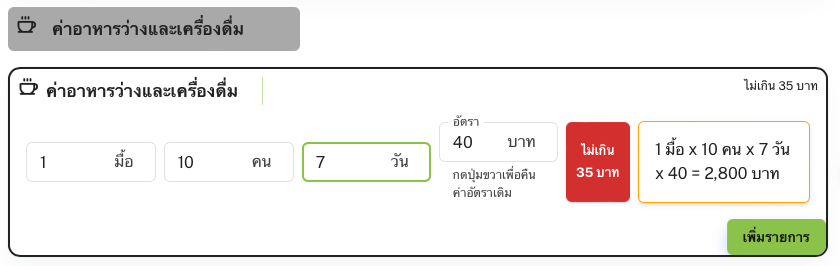 ค่าอาหารว่างและเครื่องดื่ม
ค่าอาหารว่างและเครื่องดื่ม
ไม่เกิน 35 บาท
1 มื้อ
10 คน
7 วัน
อัตรา
40 บาท
กดปุ่มขวาเพื่อคืน
ค่าอัตราเดิม
ไม่เกิน
35 บาท
1 มื้อ x 10 คน x 7 วัน
x 40 = 2,800 บาท
เพิ่มรายการ